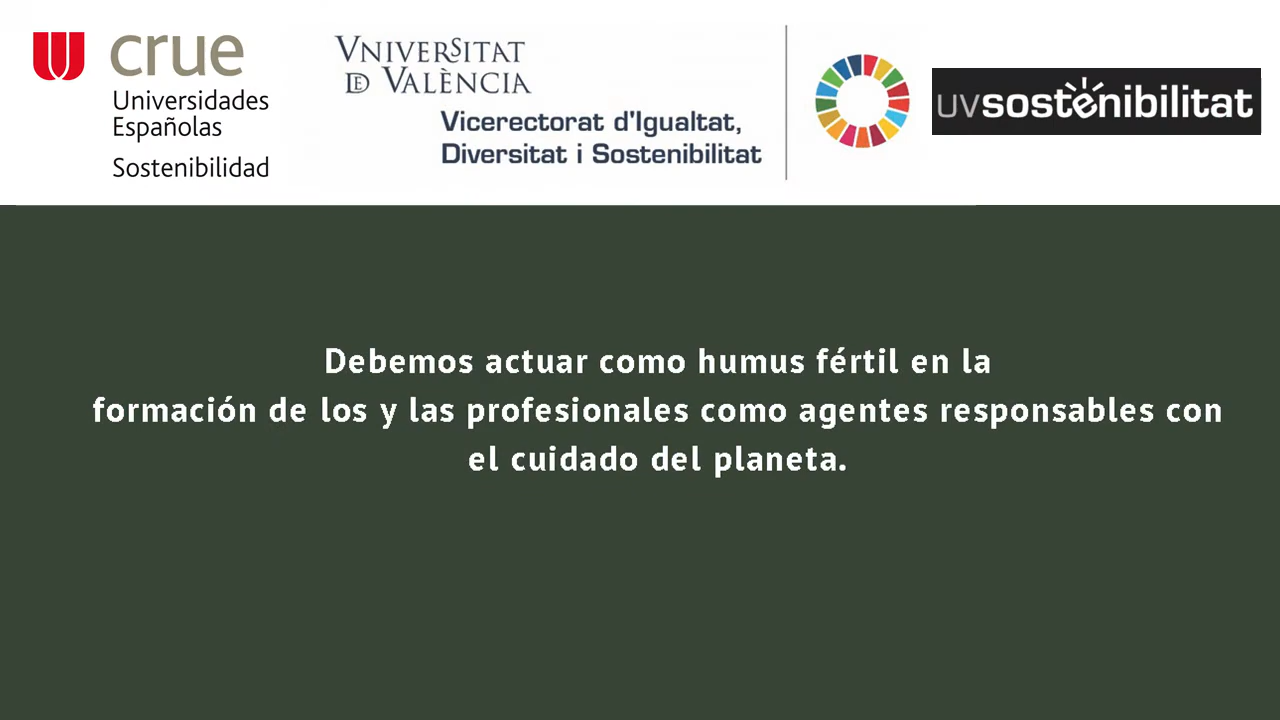 crue
Universidades
Españolas
Sostenibilidad
VNIVERSITAT
DE VALÈNCIA
Vicerectorat d'Igualtat,
Diversitat i Sostenibilitat
UVsostenibilitat
Debemos actuar como humus fértil en la
formación de los y las profesionales como agentes responsables con
el cuidado del planeta.